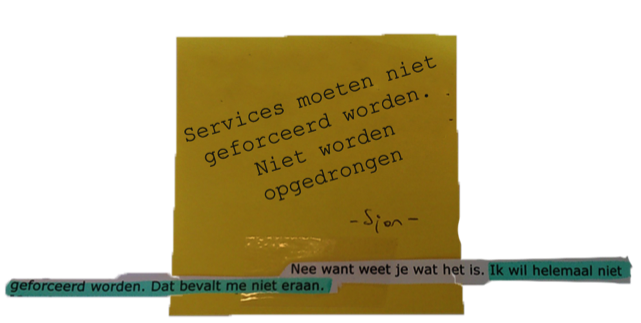 Services moeten niet
geforceerd worden.
Niet worden
opgedrongen
-Sjon-
Nee want weet je wat het is. Ik wil helemaal niet
geforceerd worden. Dat bevalt me niet eraan.